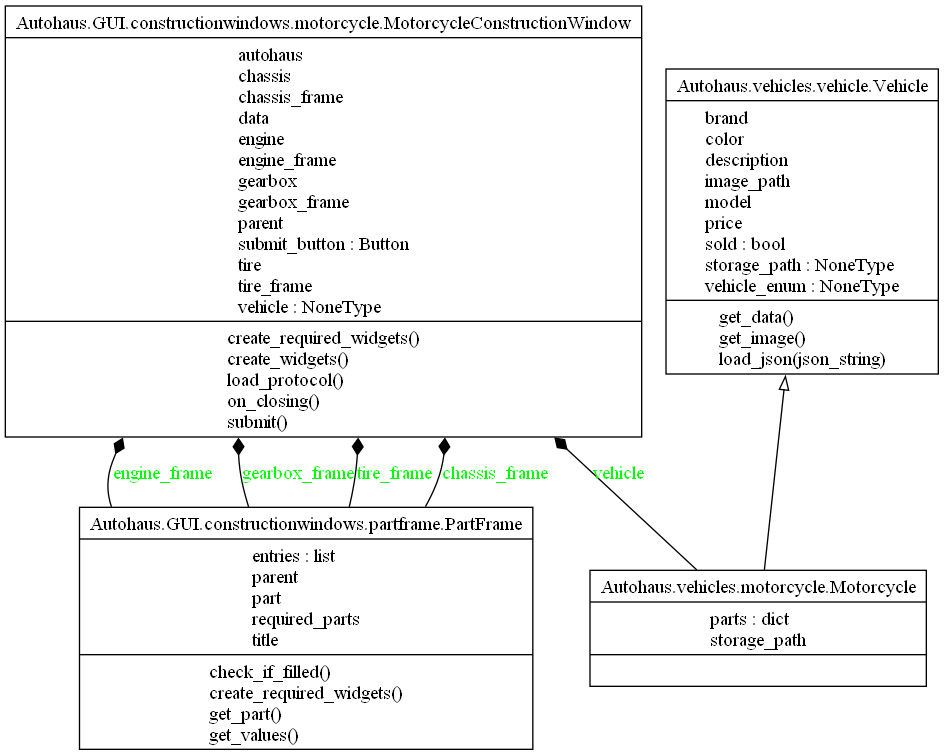 Autohaus.GUI.constructionwindows.motorcycle.MotorcycleConstructionWindow
autohaus
chassis
chassis_frame
data
engine
engine_frame
gearbox
gearbox_frame
parent
submit_button : Button
tire
tire_frame
vehicle : NoneType
create_required_widgets()
create_widgets()
load_protocol()
on_closing()
submit()
Autohaus.vehicles.vehicle.Vehicle
brand
color
description
image_path
model
price
sold : bool
storage_path : NoneType
vehicle_enum : NoneType
get_data()
get_image()
load_json(json_string)
engine_frame
gearbox_frame
tire_frame
chassis_frame
vehicle
Autohaus.GUI.constructionwindows.partframe.PartFrame
entries : list
parent
part
required_parts
title
check_if_filled()
create_required_widgets()
get_part()
get_values()
Autohaus.vehicles.motorcycle.Motorcycle
parts : dict
storage_path